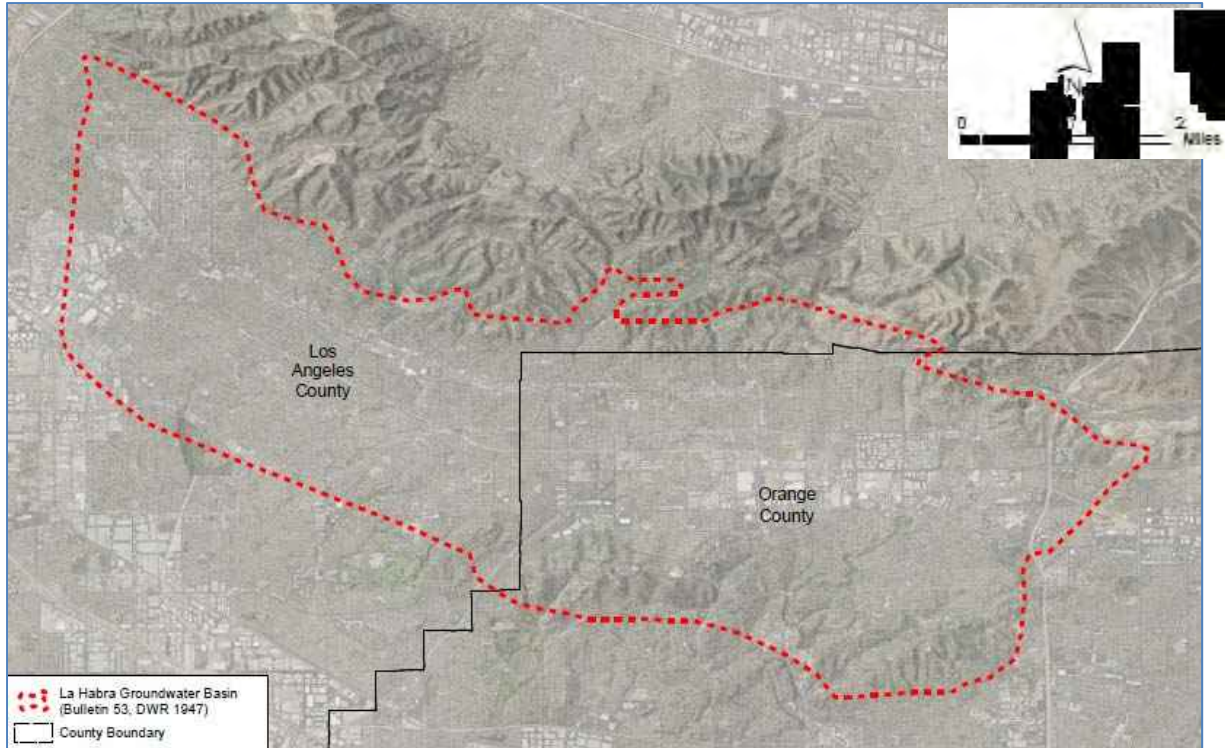 N
0 1 2
Miles
Los
Angeles
County
Orange
County
La Habra Groundwater Basin
(Bulletin 53, DWR 1947)
County Boundary